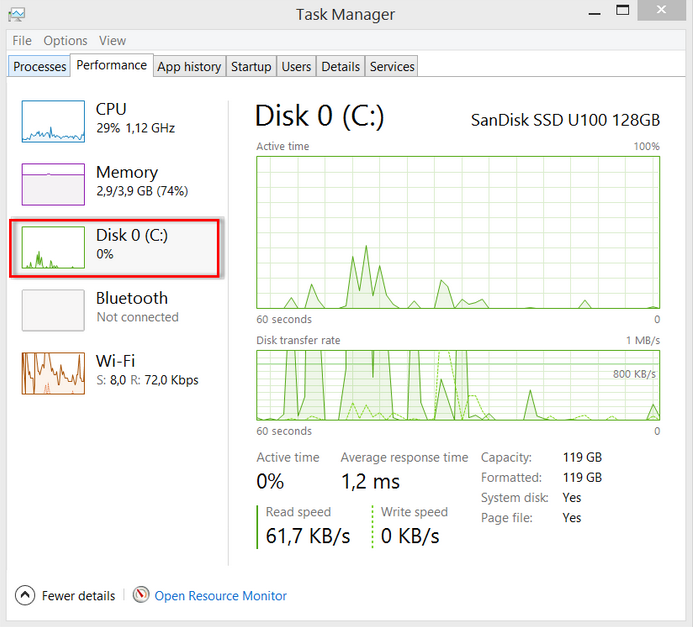 Task Manager
File Options View
Processes Performance App history Startup Users Details Services
CPU
29% 1,12 GHz
Memory
2,9/3,9 GB (74%)
Disk 0 (C:)
0%
Bluetooth
Not connected
Wi-Fi
S: 8,0 R: 72,0 Kbps
Disk 0 (C:) SanDisk SSD U100 128GB
Active time 100%
60 seconds 0
Disk transfer rate 1 MB/s
800 KB/s
60 seconds 0
Active time Average response time
0% 1,2 ms
Read speed Write speed
61,7 KB/s 0 KB/s
Capacity: 119 GB
Formatted: 119 GB
System disk: Yes
Page file: Yes
Fewer details Open Resource Monitor